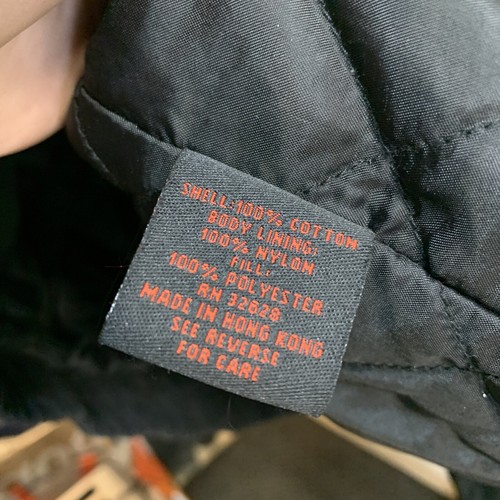 SHELL: 100% COTTON
BODY LINING:
100% NYLON
FILL:
100% POLYESTER
RN 32828
MADE IN HONG KONG
SEE REVERSE
FOR CARE